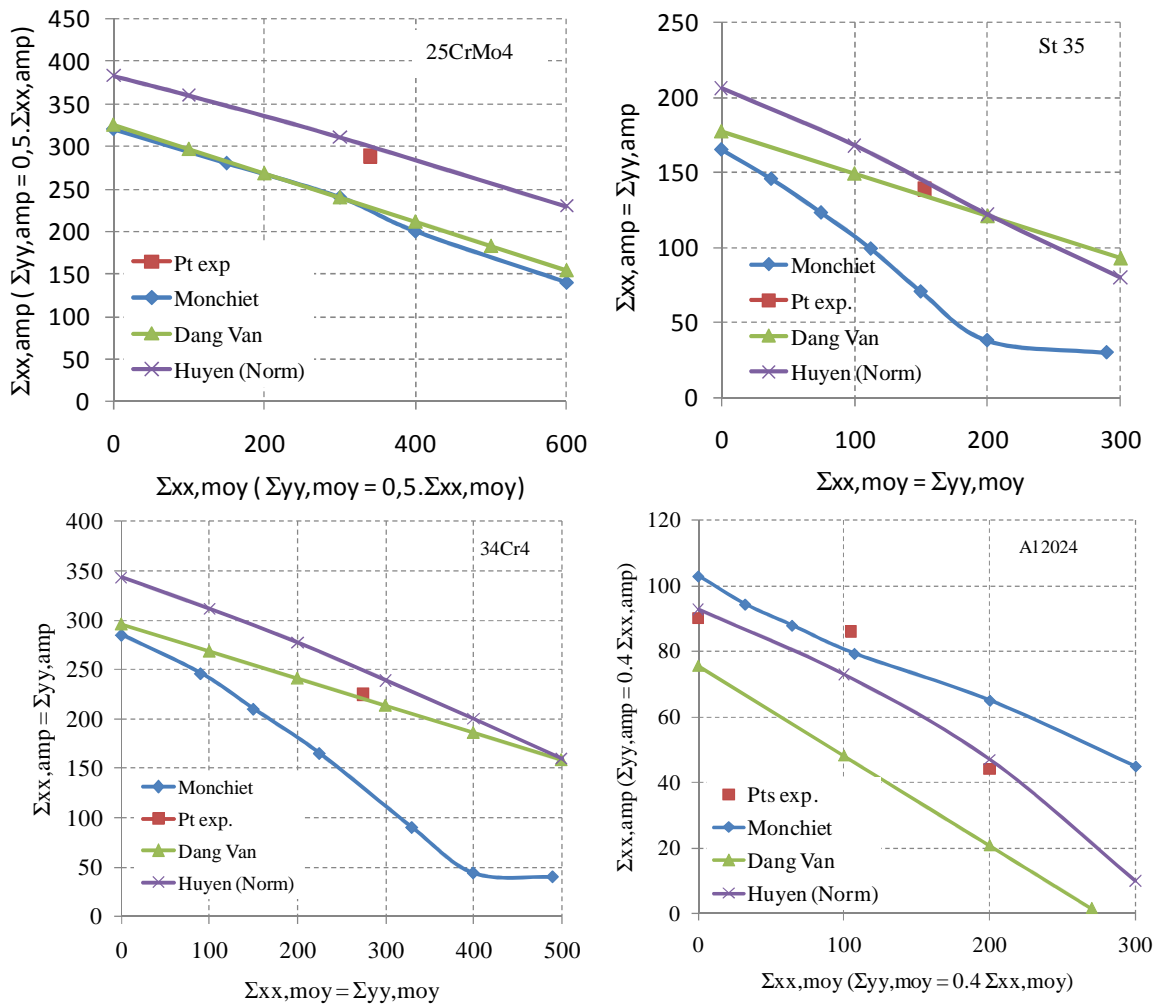 25CrMo4
Σxx,amp ( Σyy,amp = 0,5.Σxx,amp)
450
400
350
300
250
200
150
100
50
0
Pt exp
Monchiet
Dang Van
Huyen (Norm)
0 200 400 600
Σxx,moy ( Σyy,moy = 0,5.Σxx,moy)
St 35
Σxx,amp = Σyy,amp
250
200
150
100
50
0
Monchiet
Pt exp.
Dang Van
Huyen (Norm)
0 100 200 300
Σxx,moy = Σyy,moy
34Cr4
Σxx,amp = Σyy,amp
400
350
300
250
200
150
100
50
0
Monchiet
Pt exp.
Dang Van
Huyen (Norm)
0 100 200 300 400 500
Σxx,moy = Σyy,moy
Al2024
Σxx,amp (Σyy,amp = 0.4 Σxx,amp)
120
100
80
60
40
20
0
Pts exp.
Monchiet
Dang Van
Huyen (Norm)
0 100 200 300
Σxx,moy (Σyy,moy = 0.4 Σxx,moy)